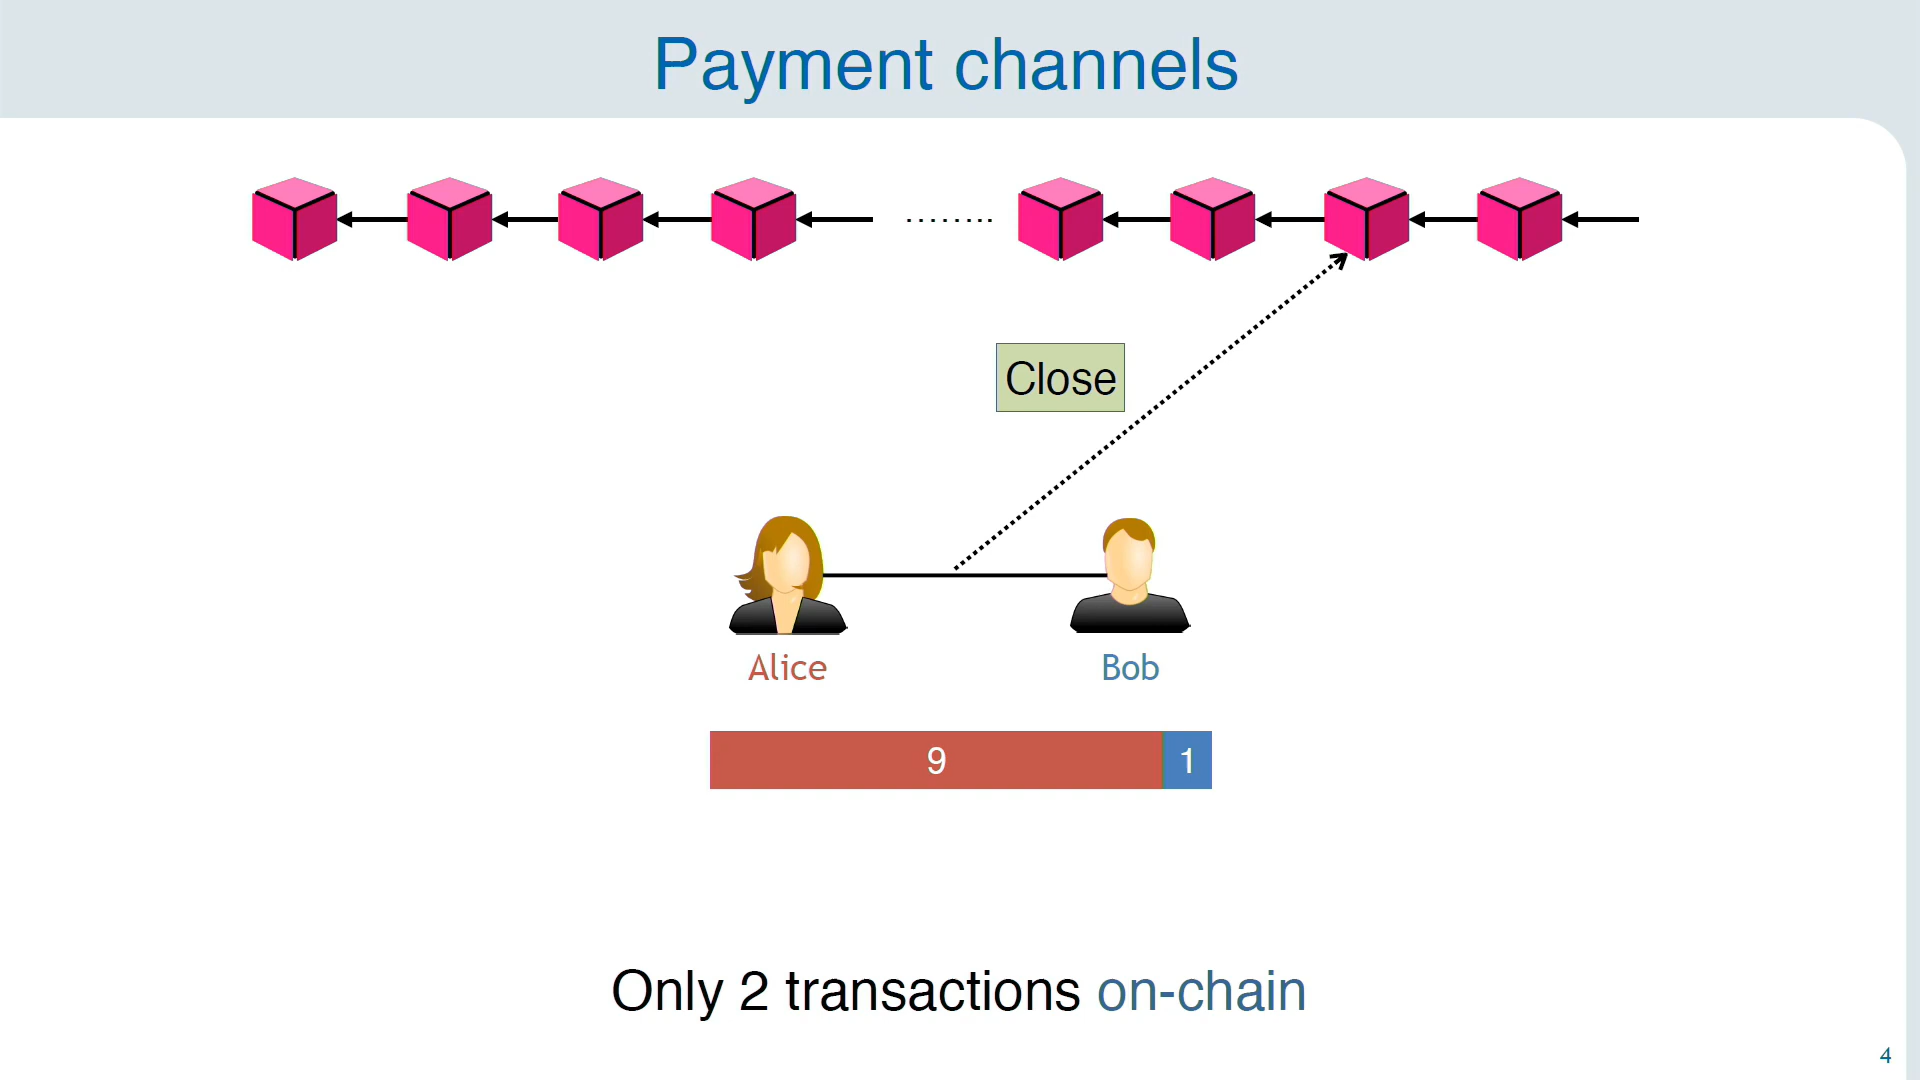 Payment channels
Close
Alice
Bob
9
1
Only 2 transactions on-chain
4